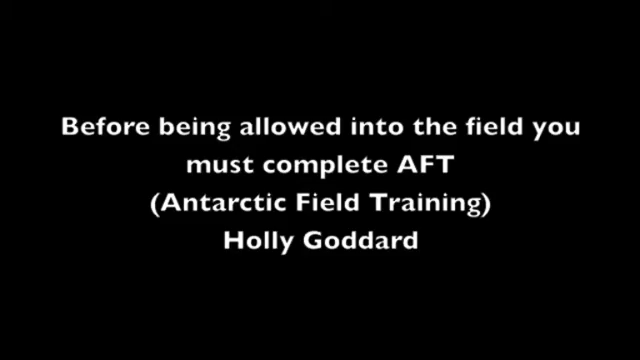 Before being allowed into the field you
must complete AFT
(Antarctic Field Training)
Holly Goddard